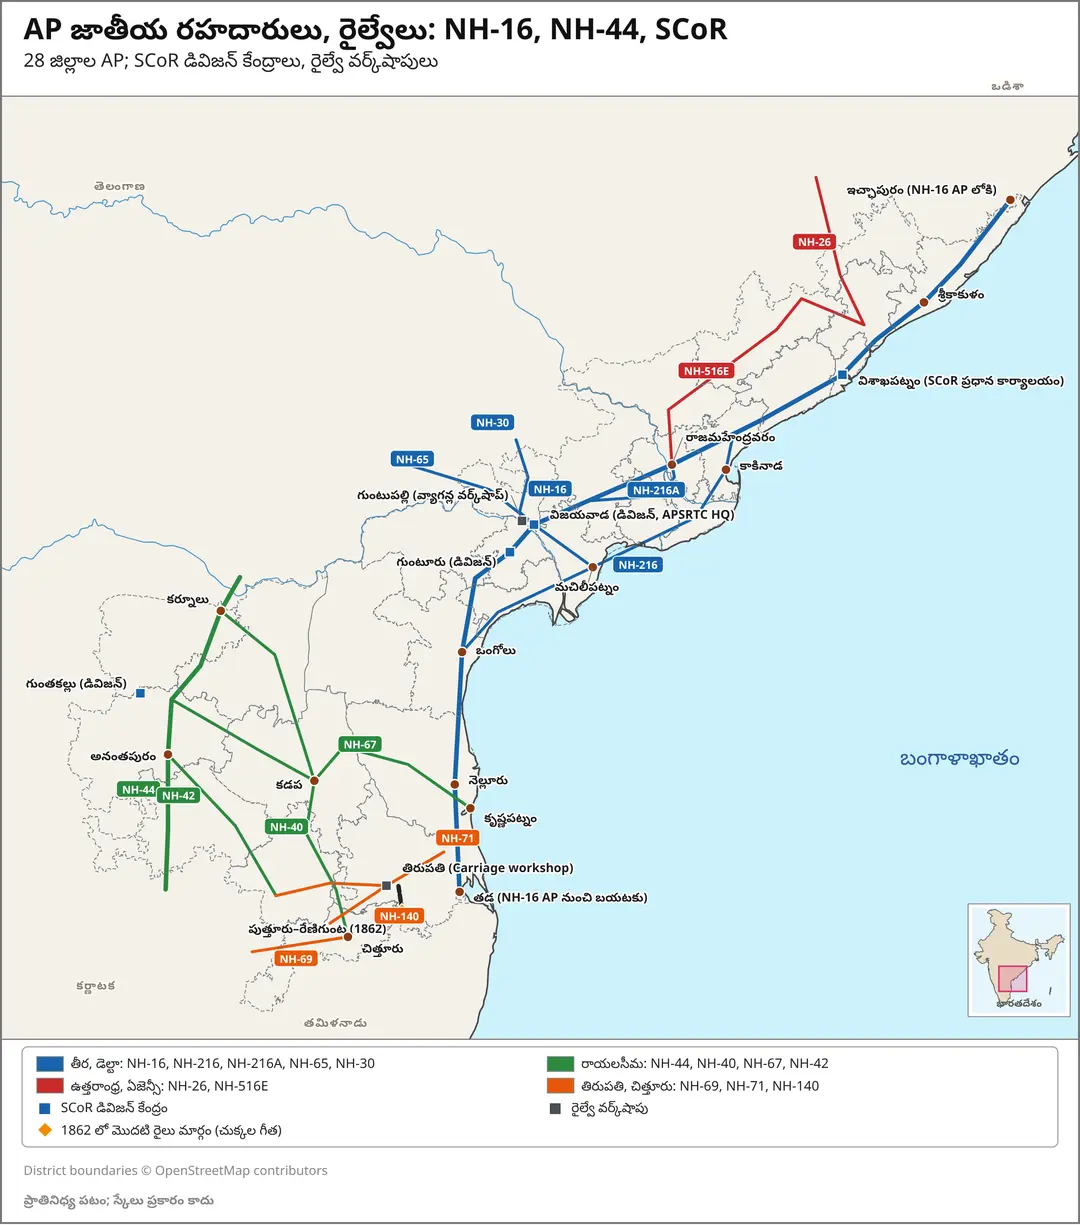 AP జాతీయ రహదారులు, రైల్వేలు: NH-16, NH-44, SCoR
28 జిల్లాల AP; SCoR డివిజన్ కేంద్రాలు, రైల్వే వర్క్‌షాపులు
ఒడిశా
తెలంగాణ
ఇచ్ఛాపురం (NH-16 AP లోకి)
NH-26
శ్రీకాకుళం
NH-516E
విశాఖపట్నం (SCoR ప్రధాన కార్యాలయం)
NH-30
రాజమహేంద్రవరం
NH-65
కాకినాడ
NH-16
NH-216A
గుంటుపల్లి (వ్యాగన్ల వర్క్‌షాప్)
విజయవాడ (డివిజన్, APSRTC HQ)
గుంటూరు (డివిజన్)
NH-216
మచిలీపట్నం
కర్నూలు
ఒంగోలు
గుంతకల్లు (డివిజన్)
NH-67
అనంతపురం
బంగాళాఖాతం
కడప
నెల్లూరు
NH-44
NH-42
కృష్ణపట్నం
NH-40
NH-71
తిరుపతి (Carriage workshop)
తడ (NH-16 AP నుంచి బయటకు)
NH-140
పుత్తూరు–రేణిగుంట (1862)
చిత్తూరు
NH-69
కర్ణాటక
తమిళనాడు
భారతదేశం
తీర, డెల్టా: NH-16, NH-216, NH-216A, NH-65, NH-30
రాయలసీమ: NH-44, NH-40, NH-67, NH-42
ఉత్తరాంధ్ర, ఏజెన్సీ: NH-26, NH-516E
తిరుపతి, చిత్తూరు: NH-69, NH-71, NH-140
SCoR డివిజన్ కేంద్రం
రైల్వే వర్క్‌షాపు
1862 లో మొదటి రైలు మార్గం (చుక్కల గీత)
District boundaries © OpenStreetMap contributors
ప్రాతినిధ్య పటం; స్కేలు ప్రకారం కాదు